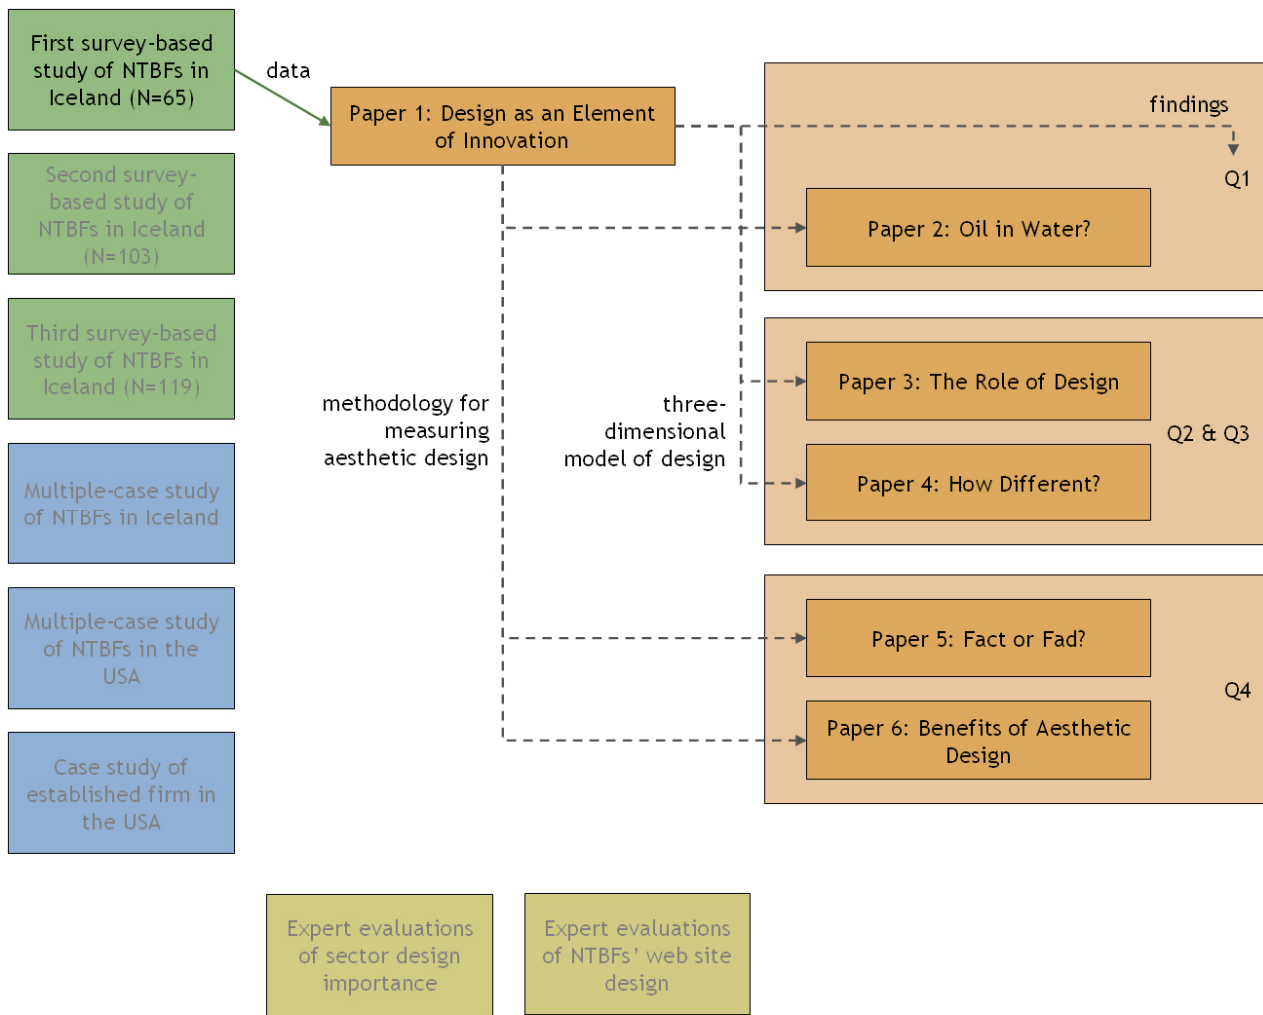 First survey-based
study of NTBFs in
Iceland (N=65)
data
Paper 1: Design as an Element
of Innovation
findings
Q1
Second survey-
based study of
NTBFs in Iceland
(N=103)
Paper 2: Oil in Water?
Third survey-based
study of NTBFs in
Iceland (N=119)
Paper 3: The Role of Design
methodology for
measuring
aesthetic design
three-
dimensional
model of design
Q2 & Q3
Multiple-case study
of NTBFs in Iceland
Paper 4: How Different?
Multiple-case study
of NTBFs in the
USA
Paper 5: Fact or Fad?
Q4
Case study of
established firm in
the USA
Paper 6: Benefits of Aesthetic
Design
Expert evaluations
of sector design
importance
Expert evaluations
of NTBFs’ web site
design